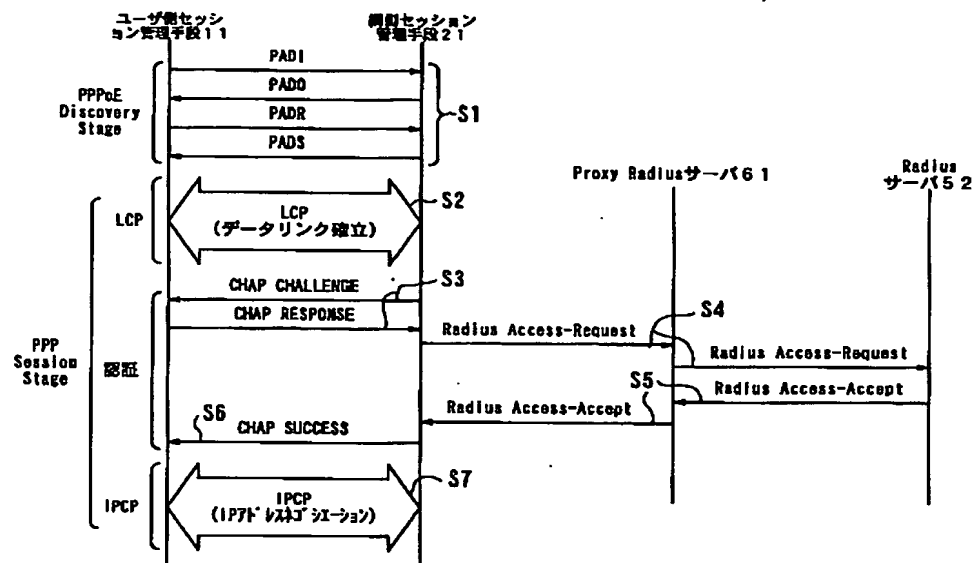 ユーザ側セッシ
ョン管理手段11
網側セッション
管理手段21
PADI
PADO
PADR
PADS
PPPoE
Discovery
Stage
S1
Proxy Radiusサーバ61
Radius
サーバ52
LCP
LCP
(データリンク確立)
S2
CHAP CHALLENGE
S3
CHAP RESPONSE
Radius Access-Request
S4
Radius Access-Request
PPP
Session
Stage
認証
Radius Access-Accept
S5
Radius Access-Accept
S6
CHAP SUCCESS
IPCP
IPCP
(IPアドレスネゴシエーション)
S7